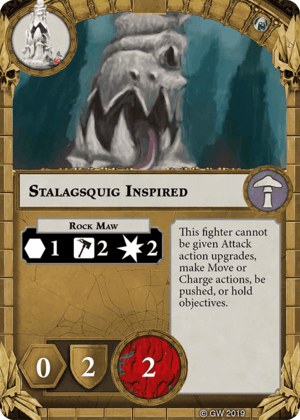 STALAGSQUIG INSPIRED
ROCK MAW
1 2 2
This fighter cannot
be given Attack
action upgrades,
make Move or
Charge actions, be
pushed, or hold
objectives.
0 2 2
© GW 2019